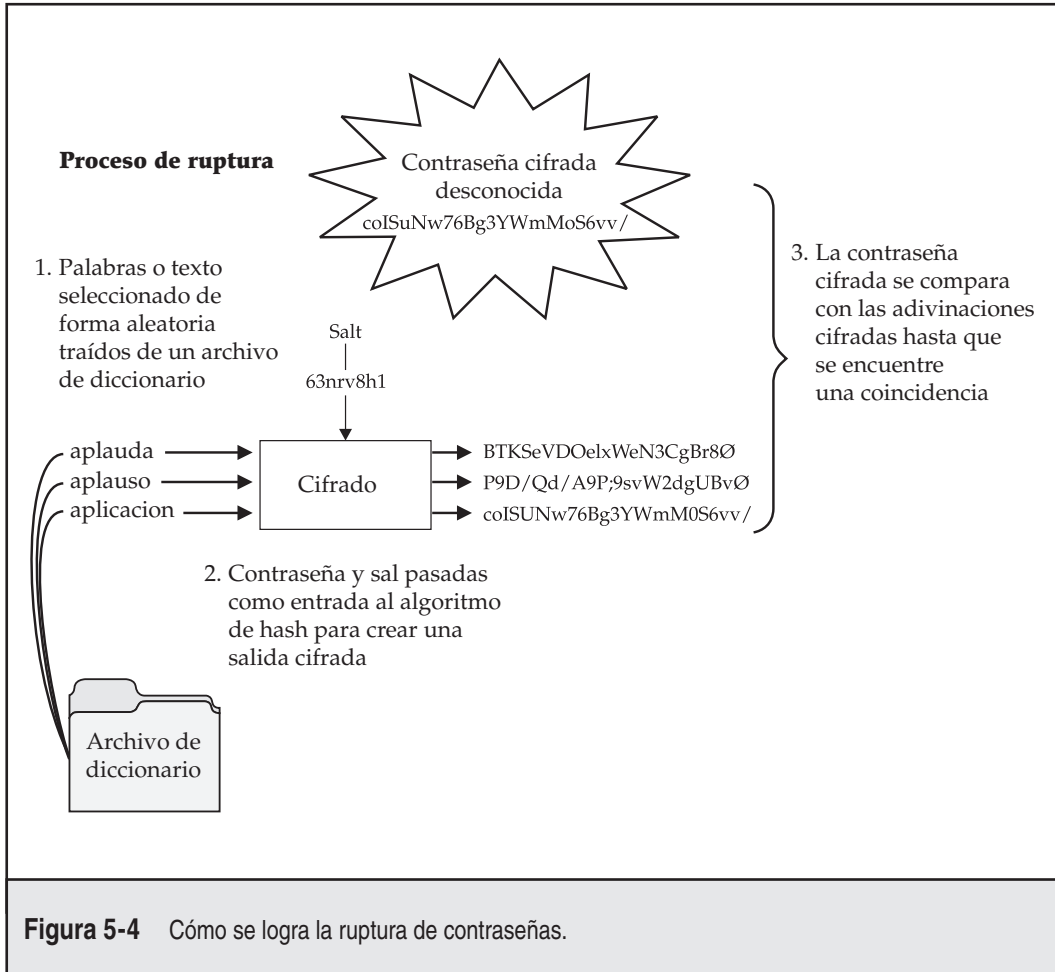 Proceso de ruptura
Contraseña cifrada
desconocida
coISuNw76Bg3YWmMoS6vv/
1. Palabras o texto
seleccionado de
forma aleatoria
traídos de un archivo
de diccionario
Salt
63nrv8h1
aplauda
aplauso
aplicacion
Cifrado
BTKSeVDOelxWeN3CgBr8Ø
P9D/Qd/A9P;9svW2dgUBvØ
coISUNw76Bg3YWmM0S6vv/
3. La contraseña
cifrada se compara
con las adivinaciones
cifradas hasta que
se encuentre
una coincidencia
2. Contraseña y sal pasadas
como entrada al algoritmo
de hash para crear una
salida cifrada
Archivo de
diccionario
Figura 5-4 Cómo se logra la ruptura de contraseñas.